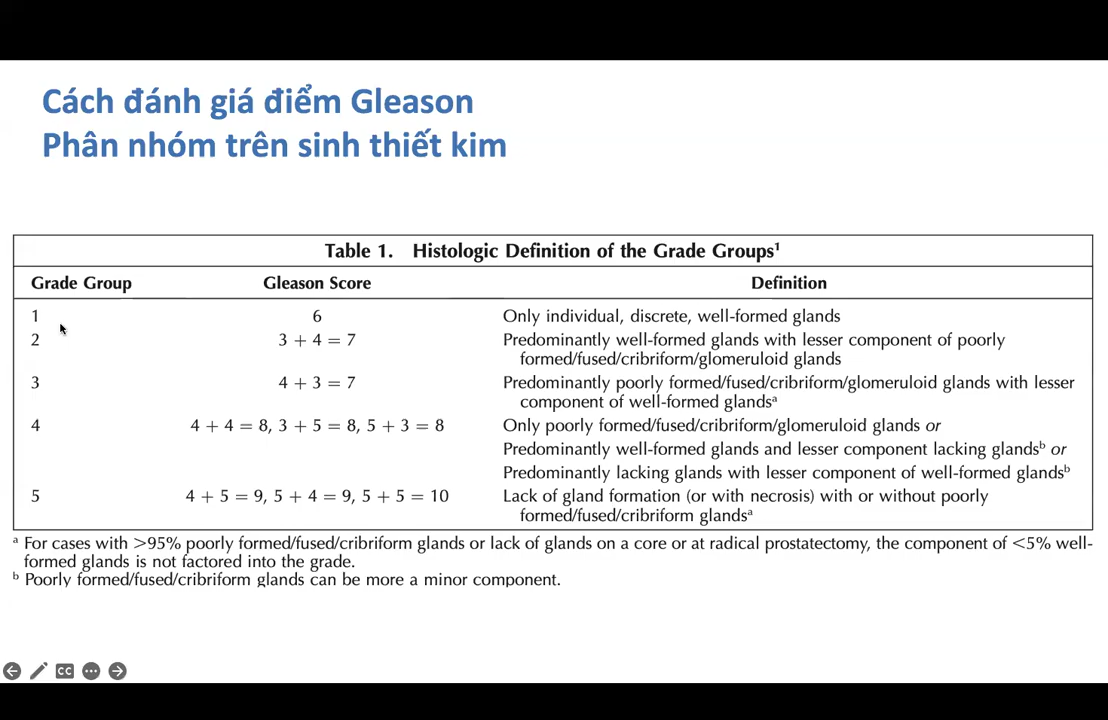 Cách đánh giá điểm Gleason
Phân nhóm trên sinh thiết kim
Table 1. Histologic Definition of the Grade Groups¹
Grade Group Gleason Score Definition
1 6 Only individual, discrete, well-formed glands
2 3 + 4 = 7 Predominantly well-formed glands with lesser component of poorly
formed/fused/cribriform/glomeruloid glands
3 4 + 3 = 7 Predominantly poorly formed/fused/cribriform/glomeruloid glands with lesser
component of well-formed glandsᵃ
4 4 + 4 = 8, 3 + 5 = 8, 5 + 3 = 8 Only poorly formed/fused/cribriform/glomeruloid glands or
Predominantly well-formed glands and lesser component lacking glandsᵇ or
Predominantly lacking glands with lesser component of well-formed glandsᵇ
5 4 + 5 = 9, 5 + 4 = 9, 5 + 5 = 10 Lack of gland formation (or with necrosis) with or without poorly
formed/fused/cribriform glandsᵃ
ᵃ For cases with >95% poorly formed/fused/cribriform glands or lack of glands on a core or at radical prostatectomy, the component of <5% well-
formed glands is not factored into the grade.
ᵇ Poorly formed/fused/cribriform glands can be more a minor component.
CC